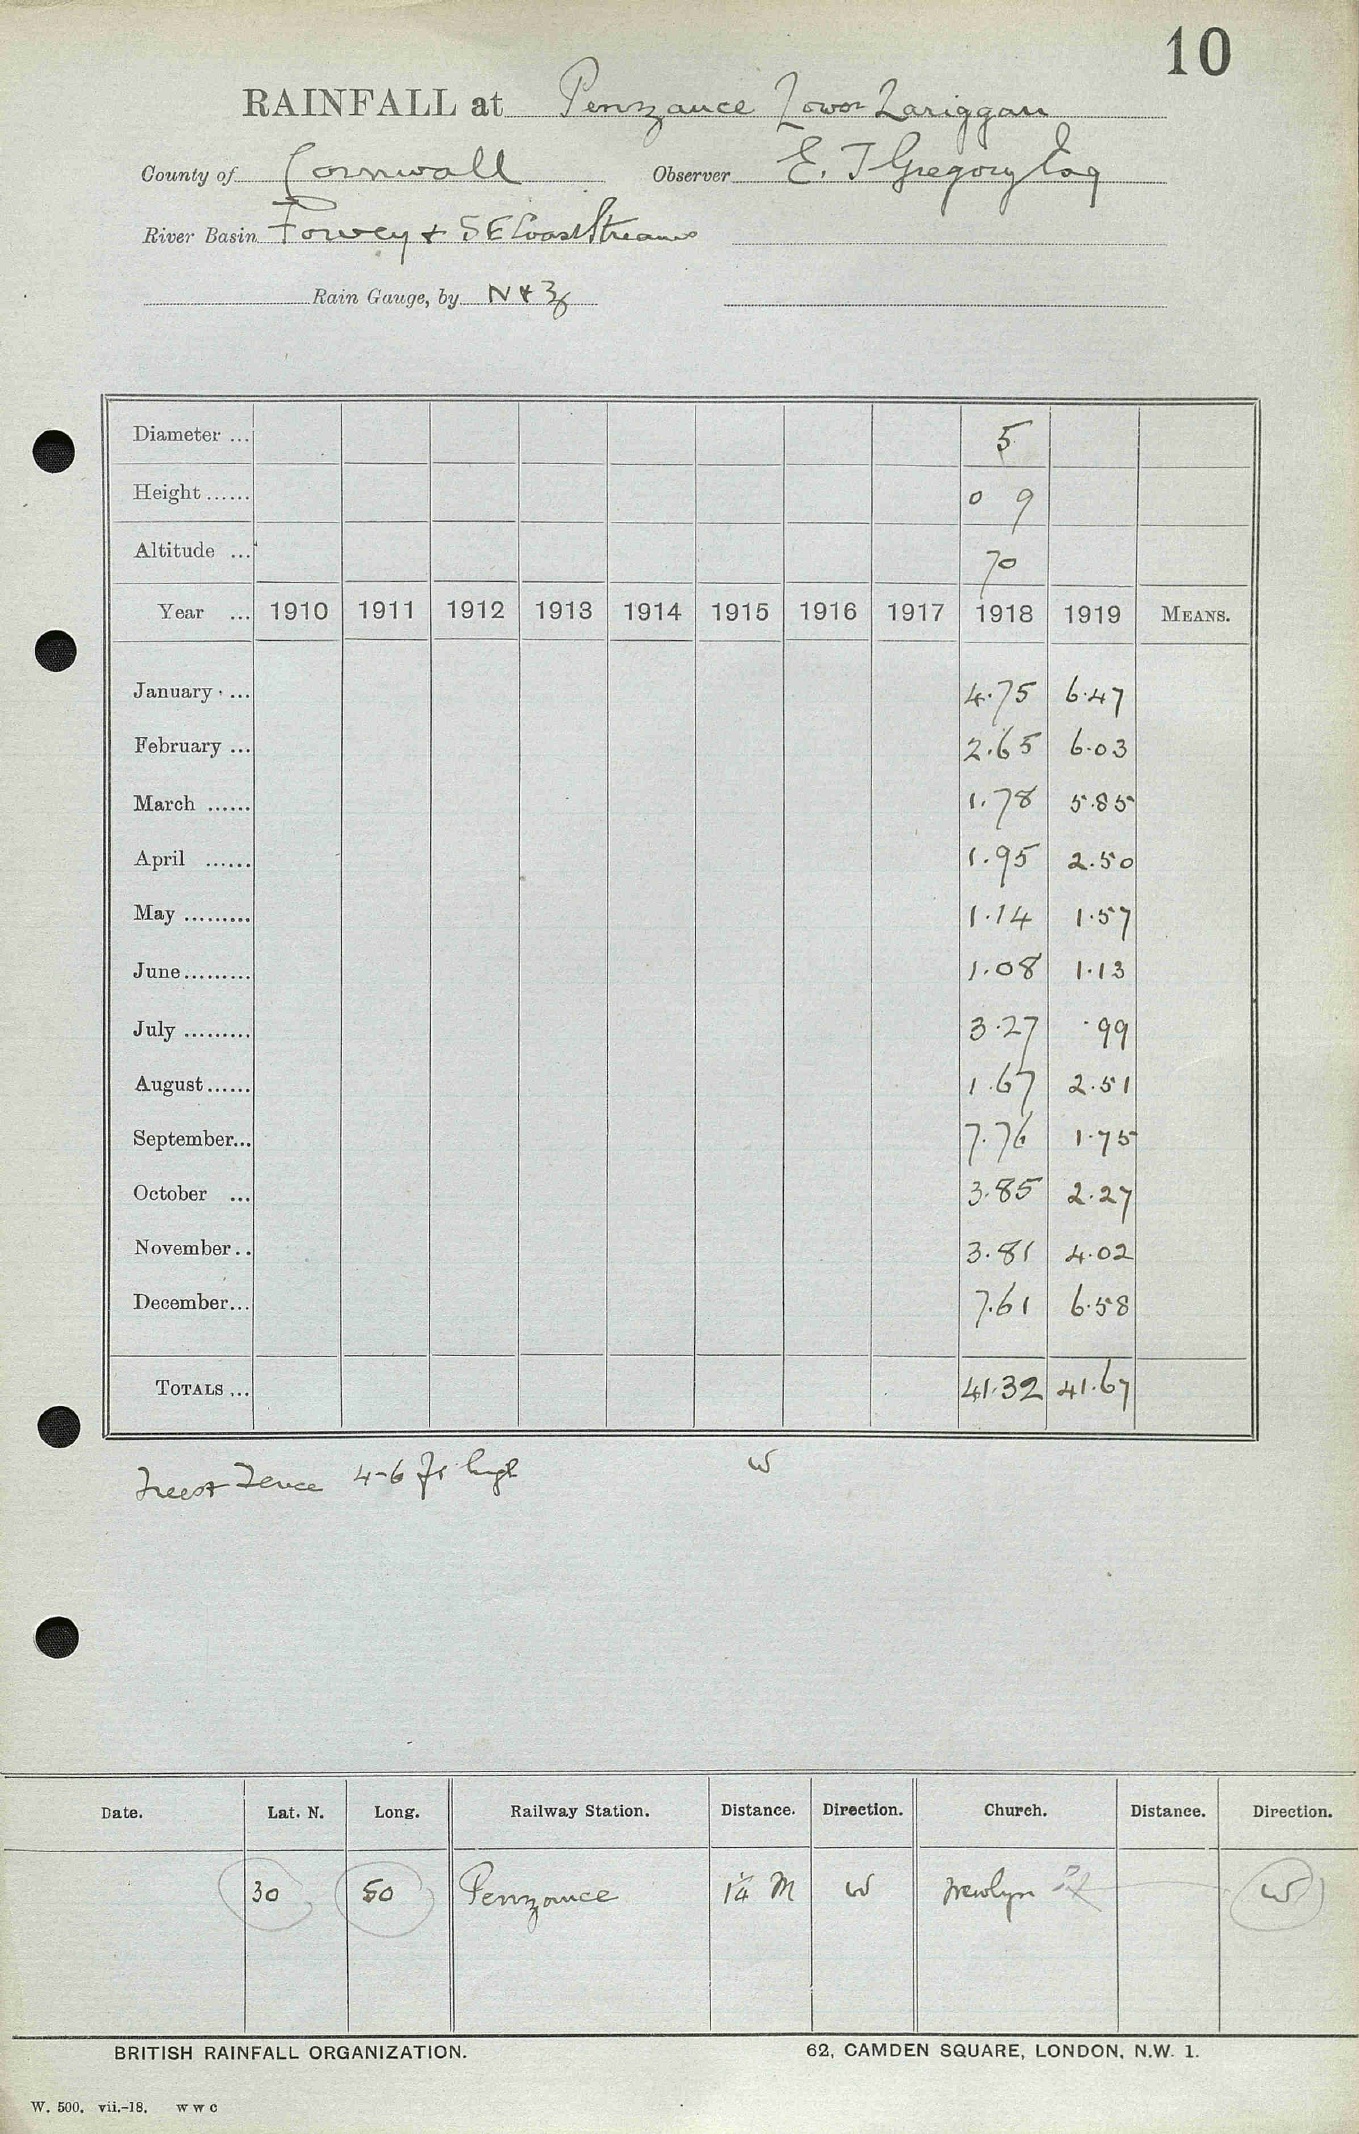 10
RAINFALL at Penzance Lower Lariggan
County of Cornwall Observer E. J Gregory Esq
River Basin Fowey + S E Coast Streams
Rain Gauge, by N + Z
Diameter ... 5
Height ...... 0 9
Altitude ... 70
Year ... 1910 1911 1912 1913 1914 1915 1916 1917 1918 1919 MEANS.
January ... 4.75 6.47
February ... 2.65 6.03
March ...... 1.78 5.85
April ...... 1.95 2.50
May ......... 1.14 1.57
June......... 1.08 1.13
July ......... 3.27 .99
August...... 1.67 2.51
September... 7.76 1.75
October ... 3.85 2.27
November.. 3.81 4.02
December... 7.61 6.58
TOTALS ... 41.32 41.67
Fence 4-6 ft high W
Date. Lat. N. Long. Railway Station. Distance. Direction. Church. Distance. Direction.
30 50 Penzance 1¼ M W Newlyn W
BRITISH RAINFALL ORGANIZATION. 62, CAMDEN SQUARE, LONDON, N.W. 1.
W. 500. vii.-18. W W C